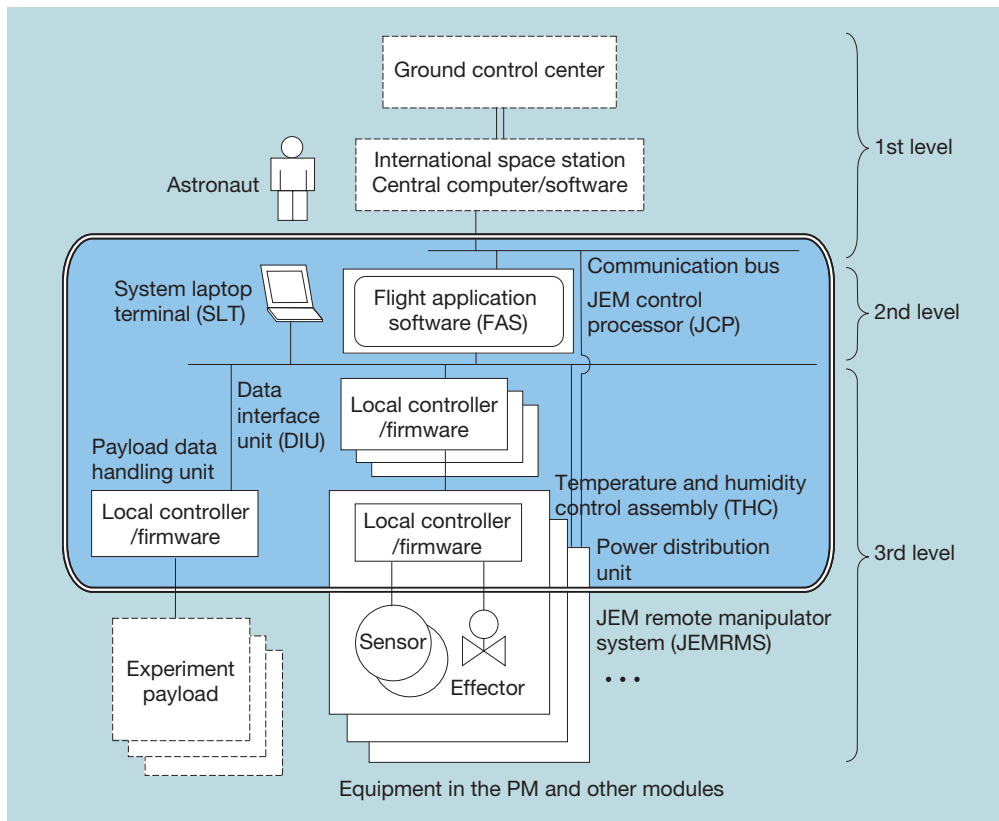 Ground control center
1st level
International space station
Central computer/software
Astronaut
Communication bus
System laptop
terminal (SLT)
Flight application
software (FAS)
JEM control
processor (JCP)
2nd level
Data
interface
unit (DIU)
Local controller
/firmware
Payload data
handling unit
Local controller
/firmware
Temperature and humidity
control assembly (THC)
Local controller
/firmware
Power distribution
unit
3rd level
JEM remote manipulator
system (JEMRMS)
• • •
Sensor
Effector
Experiment
payload
Equipment in the PM and other modules